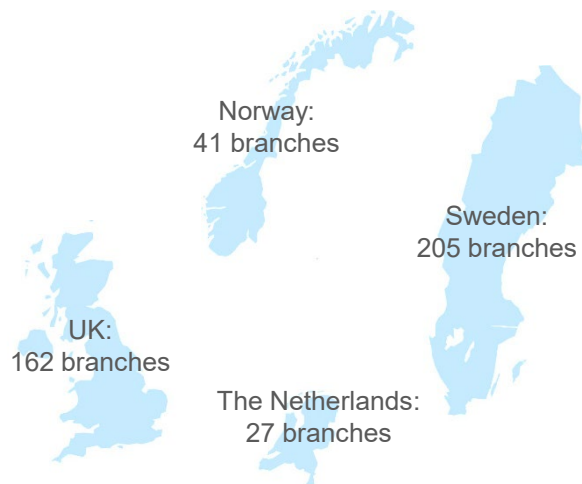 Norway:
41 branches
Sweden:
205 branches
UK:
162 branches
The Netherlands:
27 branches